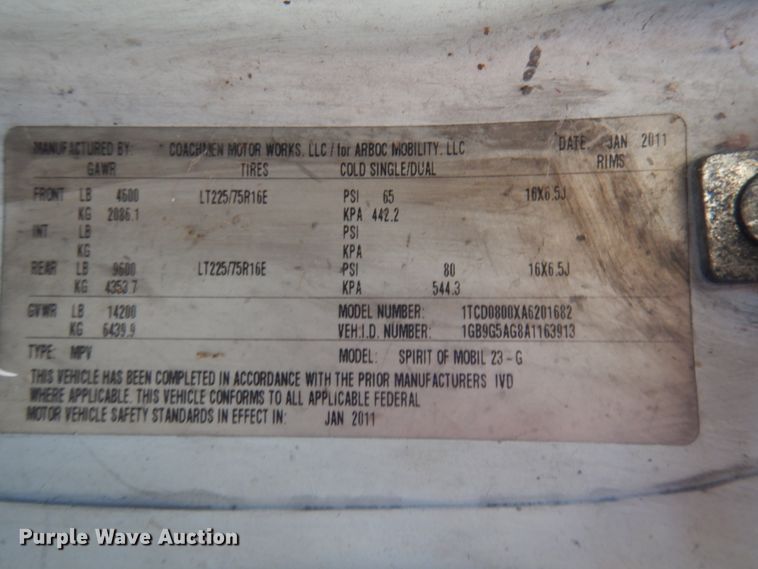 MANUFACTURED BY: COACHMEN MOTOR WORKS, LLC / for ARBOC MOBILITY, LLC DATE: JAN 2011
GAWR TIRES COLD SINGLE/DUAL RIMS
FRONT LB 4600 LT225/75R16E PSI 65 16X6.5J
KG 2086.1 KPA 442.2
INT LB PSI
KG KPA
REAR LB 9600 LT225/75R16E PSI 80 16X6.5J
KG 4353.7 KPA 544.3
GVWR LB 14200 MODEL NUMBER: 1TCD0800XA6201682
KG 6439.9 VEH.I.D. NUMBER: 1GB9G5AG8A1163913
TYPE: MPV MODEL: SPIRIT OF MOBIL 23-G
THIS VEHICLE HAS BEEN COMPLETED IN ACCORDANCE WITH THE PRIOR MANUFACTURERS IVD
WHERE APPLICABLE. THIS VEHICLE CONFORMS TO ALL APPLICABLE FEDERAL
MOTOR VEHICLE SAFETY STANDARDS IN EFFECT IN: JAN 2011
Purple Wave Auction